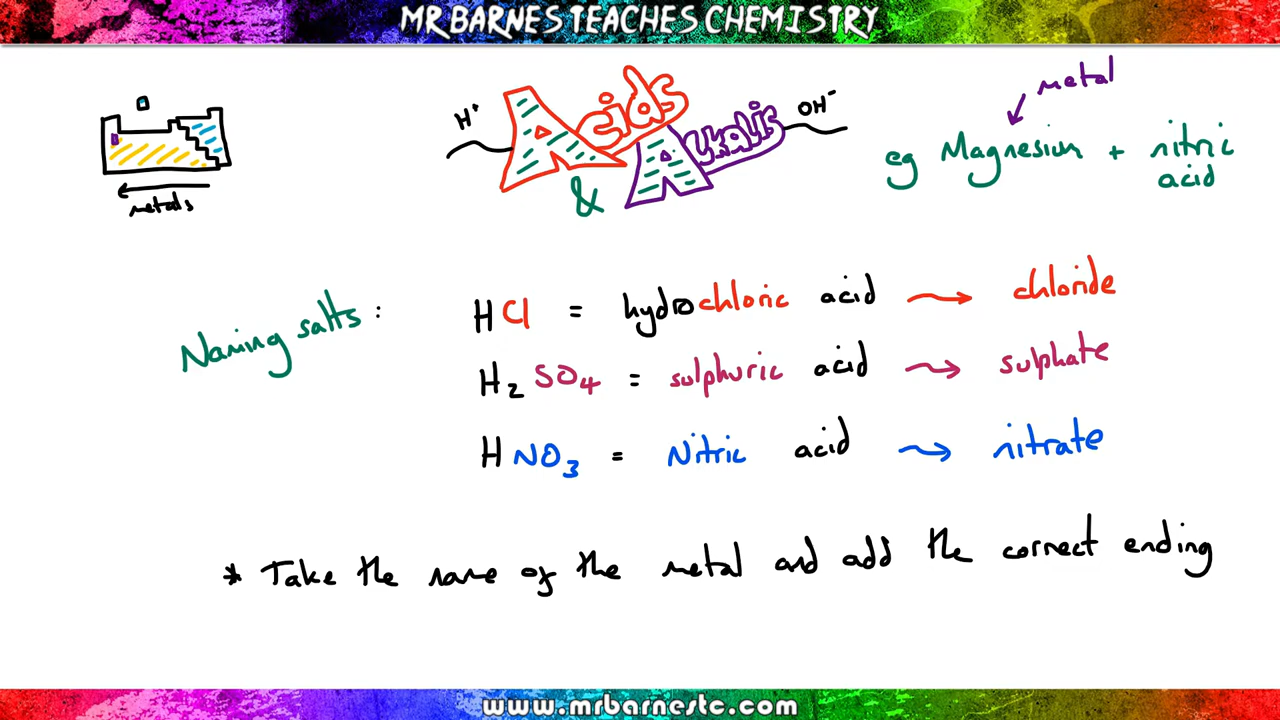 MR BARNES TEACHES CHEMISTRY
metal
H⁺
Acids
OH⁻
& Alkalis
eg Magnesium + nitric
acid
metals
Naming salts :
HCl = hydrochloric acid → chloride
H₂SO₄ = sulphuric acid → sulphate
HNO₃ = Nitric acid → nitrate
* Take the name of the metal and add the correct ending
www.mrbarnestc.com